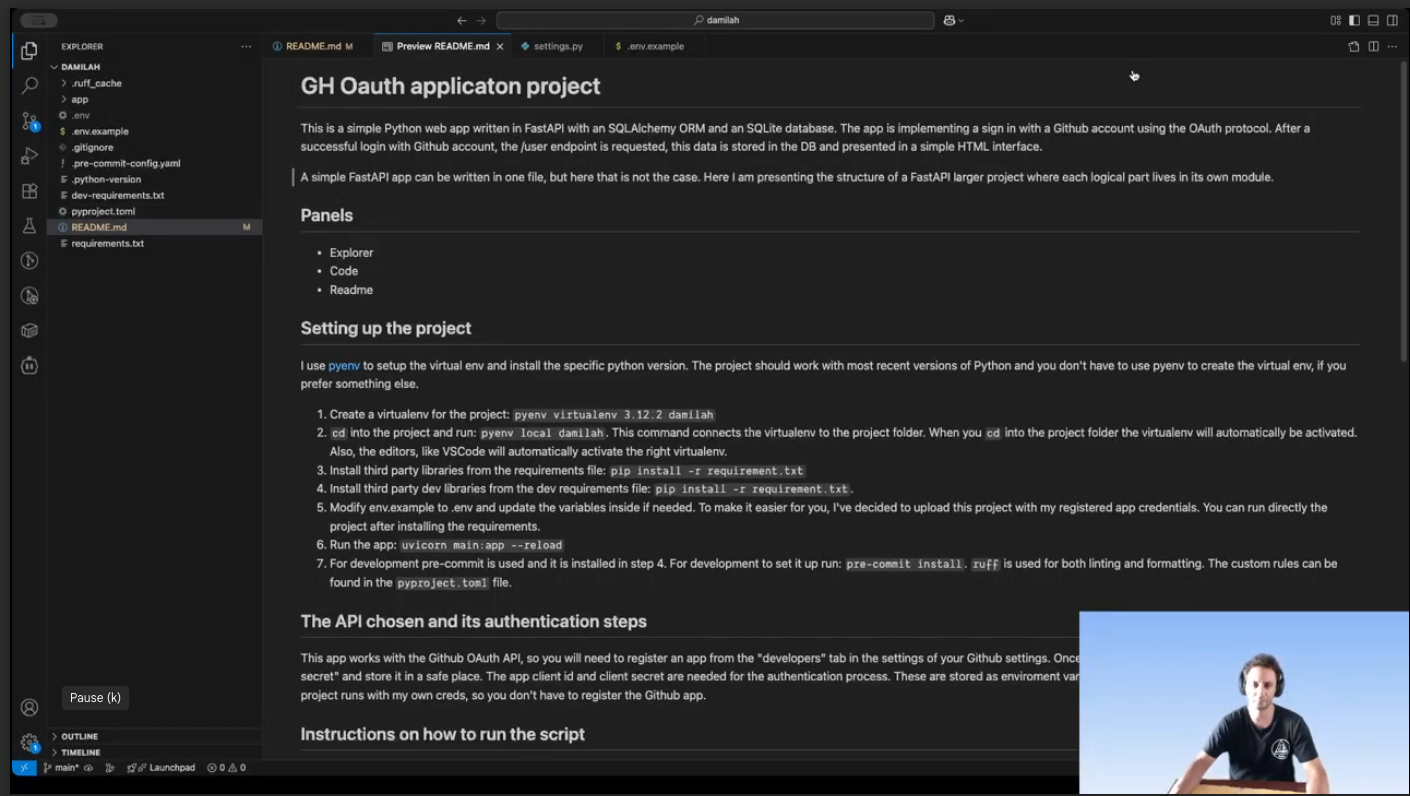 damilah
EXPLORER
README.md M
Preview README.md
settings.py
$ .env.example
DAMILAH
.ruff_cache
app
.env
$ .env.example
.gitignore
! .pre-commit-config.yaml
.python-version
dev-requirements.txt
pyproject.toml
README.md M
requirements.txt
GH Oauth applicaton project
This is a simple Python web app written in FastAPI with an SQLAlchemy ORM and an SQLite database. The app is implementing a sign in with a Github account using the OAuth protocol. After a
successful login with Github account, the /user endpoint is requested, this data is stored in the DB and presented in a simple HTML interface.
A simple FastAPI app can be written in one file, but here that is not the case. Here I am presenting the structure of a FastAPI larger project where each logical part lives in its own module.
Panels
• Explorer
• Code
• Readme
Setting up the project
I use pyenv to setup the virtual env and install the specific python version. The project should work with most recent versions of Python and you don't have to use pyenv to create the virtual env, if you
prefer something else.
1. Create a virtualenv for the project: pyenv virtualenv 3.12.2 damilah
2. cd into the project and run: pyenv local damilah. This command connects the virtualenv to the project folder. When you cd into the project folder the virtualenv will automatically be activated.
Also, the editors, like VSCode will automatically activate the right virtualenv.
3. Install third party libraries from the requirements file: pip install -r requirement.txt
4. Install third party dev libraries from the dev requirements file: pip install -r requirement.txt.
5. Modify env.example to .env and update the variables inside if needed. To make it easier for you, I've decided to upload this project with my registered app credentials. You can run directly the
project after installing the requirements.
6. Run the app: uvicorn main:app --reload
7. For development pre-commit is used and it is installed in step 4. For development to set it up run: pre-commit install. ruff is used for both linting and formatting. The custom rules can be
found in the pyproject.toml file.
The API chosen and its authentication steps
This app works with the Github OAuth API, so you will need to register an app from the "developers" tab in the settings of your Github settings. Once
secret" and store it in a safe place. The app client id and client secret are needed for the authentication process. These are stored as enviroment var
project runs with my own creds, so you don't have to register the Github app.
Instructions on how to run the script
Pause (k)
OUTLINE
TIMELINE
main*
Launchpad
0
0
1
1